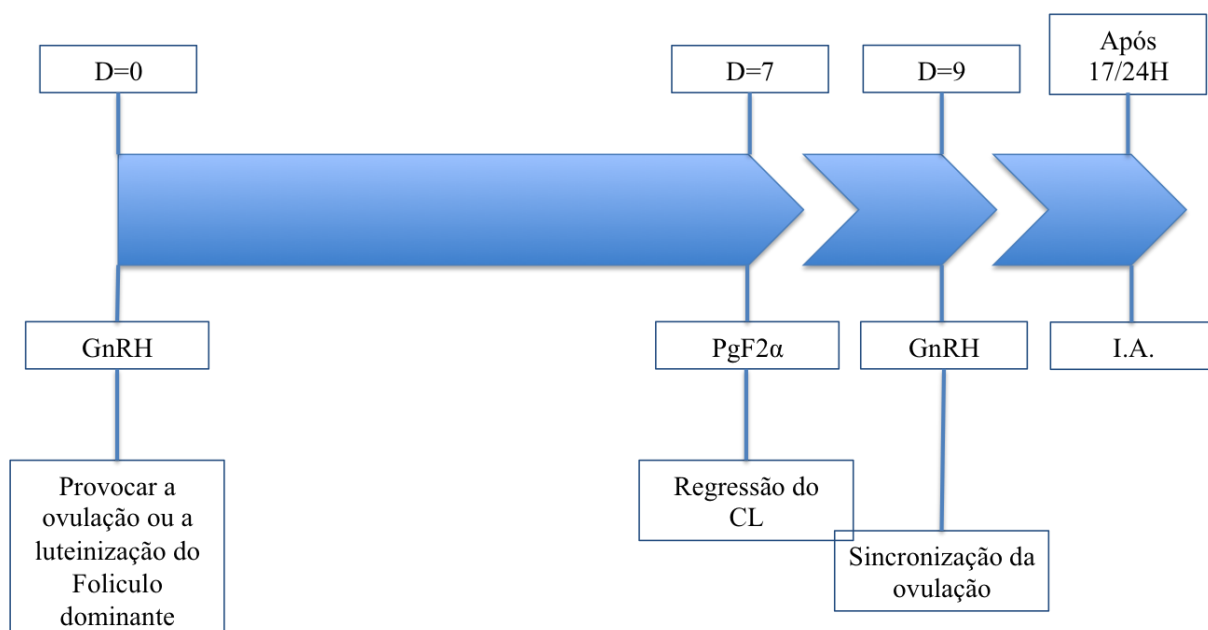 D=0
D=7
D=9
Após
17/24H
GnRH
PgF2α
GnRH
I.A.
Provocar a
ovulação ou a
luteinização do
Foliculo
dominante
Regressão do
CL
Sincronização da
ovulação